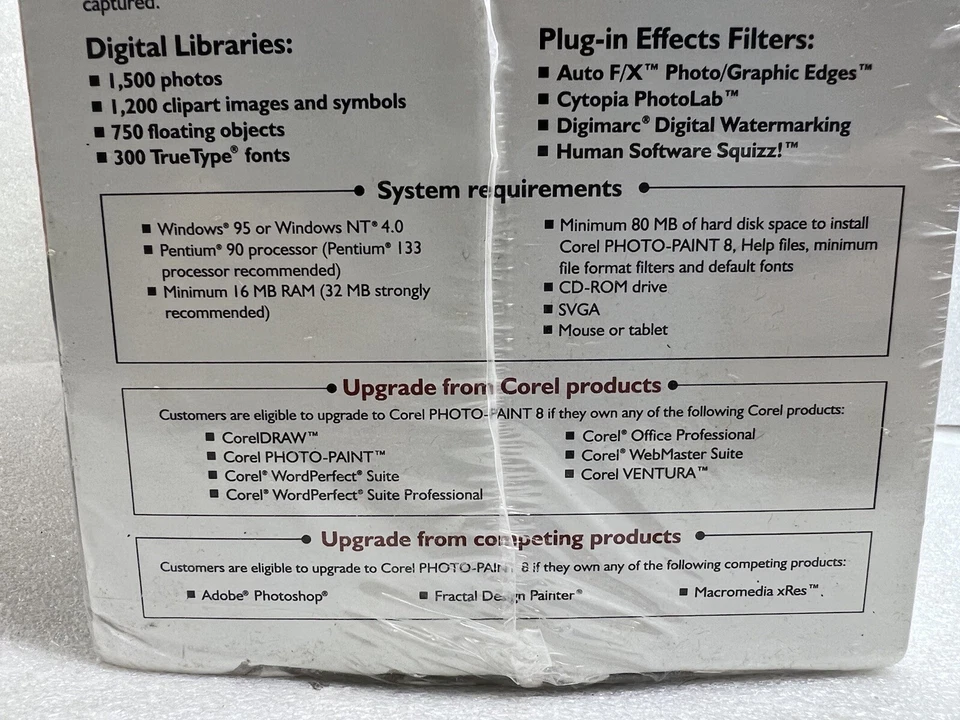 captured.
Digital Libraries:
■ 1,500 photos
■ 1,200 clipart images and symbols
■ 750 floating objects
■ 300 TrueType® fonts
Plug-in Effects Filters:
■ Auto F/X™ Photo/Graphic Edges™
■ Cytopia PhotoLab™
■ Digimarc® Digital Watermarking
■ Human Software Squizz!™
System requirements
■ Windows® 95 or Windows NT® 4.0
■ Pentium® 90 processor (Pentium® 133
processor recommended)
■ Minimum 16 MB RAM (32 MB strongly
recommended)
■ Minimum 80 MB of hard disk space to install
Corel PHOTO-PAINT 8, Help files, minimum
file format filters and default fonts
■ CD-ROM drive
■ SVGA
■ Mouse or tablet
Upgrade from Corel products
Customers are eligible to upgrade to Corel PHOTO-PAINT 8 if they own any of the following Corel products:
■ CorelDRAW™
■ Corel PHOTO-PAINT™
■ Corel® WordPerfect® Suite
■ Corel® WordPerfect® Suite Professional
■ Corel® Office Professional
■ Corel® WebMaster Suite
■ Corel VENTURA™
Upgrade from competing products
Customers are eligible to upgrade to Corel PHOTO-PAINT 8 if they own any of the following competing products:
■ Adobe® Photoshop® ■ Fractal Design Painter® ■ Macromedia xRes™.